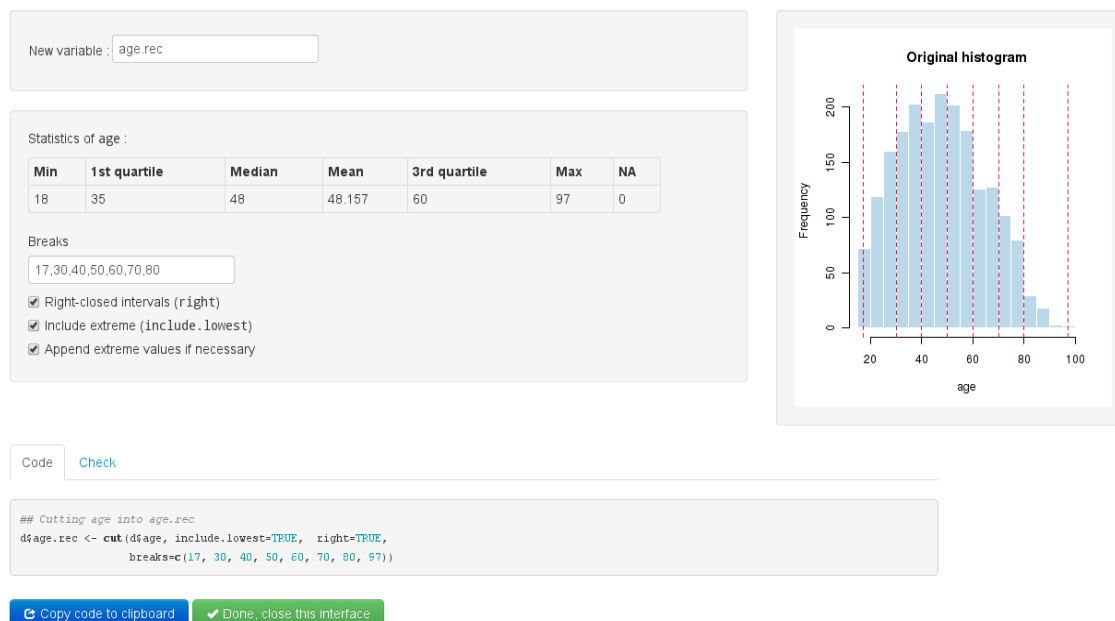 New variable : age.rec
Statistics of age :
Min 1st quartile Median Mean 3rd quartile Max NA
18 35 48 48.157 60 97 0
Breaks
17,30,40,50,60,70,80
Right-closed intervals (right)
Include extreme (include.lowest)
Append extreme values if necessary
Original histogram
Frequency
200
150
100
50
0
20 40 60 80 100
age
Code Check
## Cutting age into age.rec
d$age.rec <- cut(d$age, include.lowest=TRUE, right=TRUE,
breaks=c(17, 30, 40, 50, 60, 70, 80, 97))
Copy code to clipboard Done, close this interface